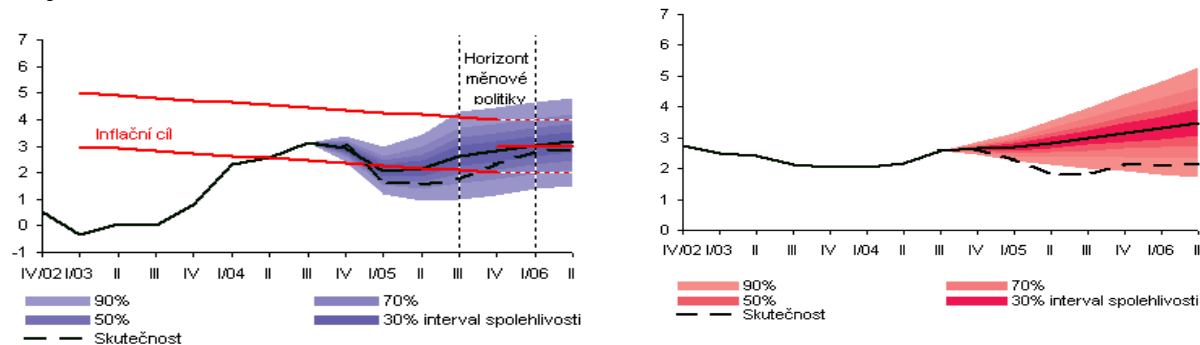 7
6
5
4
3
2
1
0
-1
Horizont
měnové
politiky
Inflační cíl
IV/02 I/03 II III IV I/04 II III IV I/05 II III IV I/06 II
90% 70%
50% 30% interval spolehlivosti
Skutečnost
7
6
5
4
3
2
1
0
IV/02 I/03 II III IV I/04 II III IV I/05 II III IV I/06 II
90% 70%
50% 30% interval spolehlivosti
Skutečnost